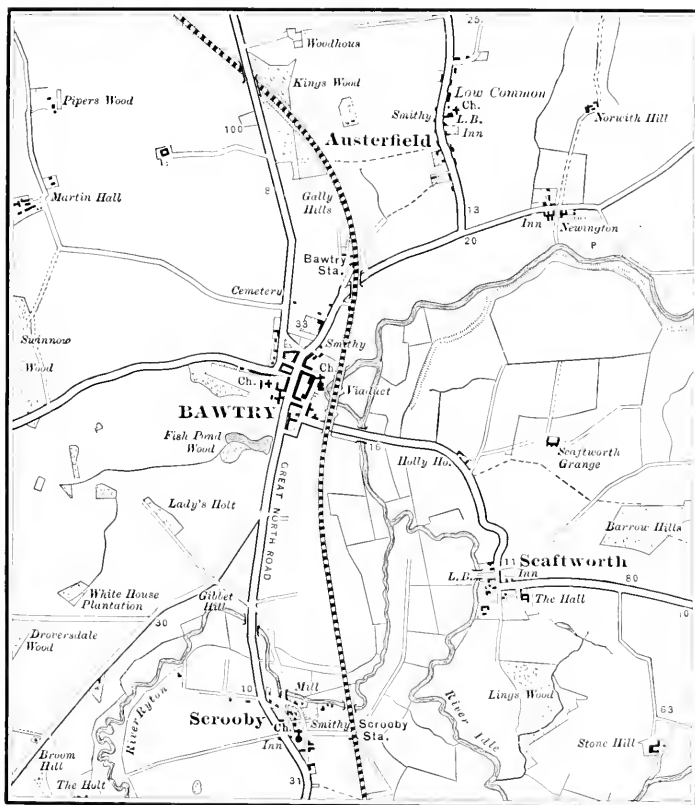 25
Woodhous
Kings Wood
Low Common
Pipers Wood
Ch.
Smithy
L.B.
Norwith Hill
100
Inn
Austerfield
8
Martin Hall
Gally
Hills
13
20
Inn
Newington
P
Bawtry
Sta.
Cemetery
33
Swinnow
Wood
Smithy
Ch.
Ch.
Viaduct
BAWTRY
Fish Pond
Wood
16
Holly Ho.
Scaftworth
Grange
GREAT NORTH ROAD
Lady's Holt
Barrow Hills
11
Scaftworth
L.B.
Inn
80
White House
Plantation
Gibbet
Hill
The Hall
30
10
Droversdale
Wood
River Ryton
10
Mill
Lings Wood
63
Scrooby
Smithy
Scrooby
Sta.
River Idle
Ch.
Inn
Stone Hill
Broom
Hill
The Holt
31